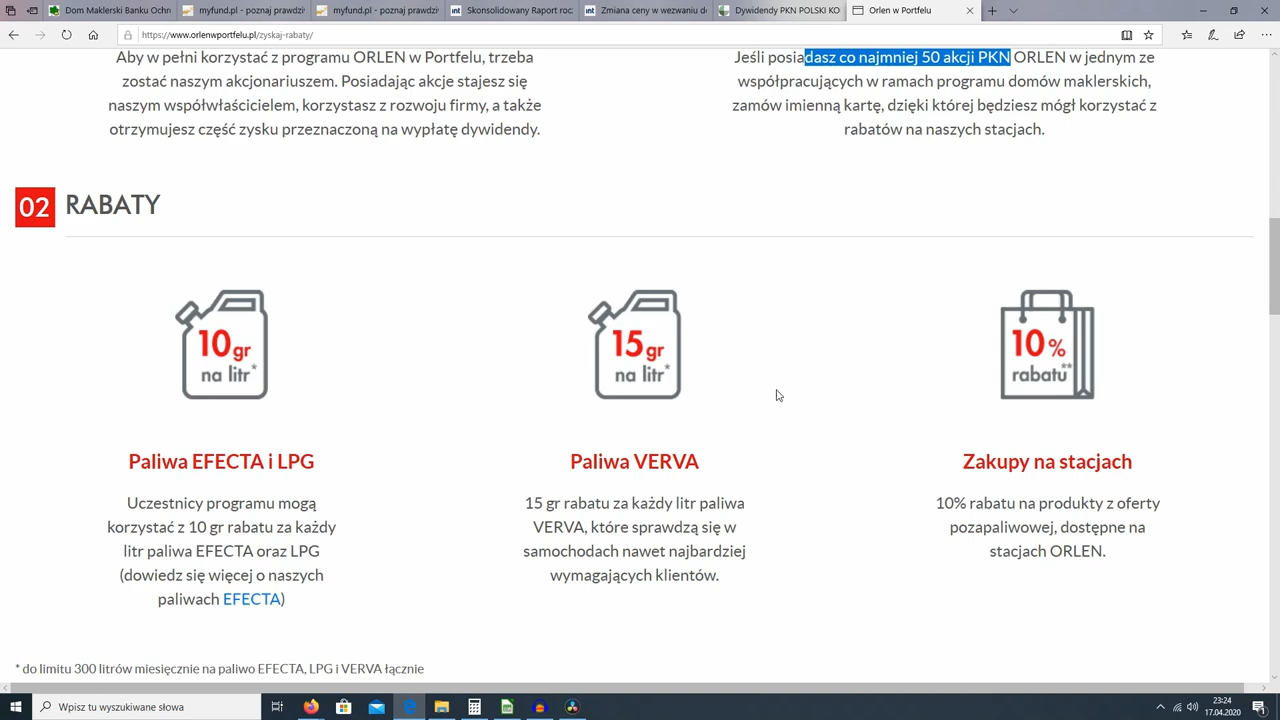 Dom Maklerski Banku Ochro
myfund.pl - poznaj prawdzi
myfund.pl - poznaj prawdzi
Skonsolidowany Raport roc
Zmiana ceny w wezwaniu do
Dywidendy PKN POLSKI KO
Orlen w Portfelu
https://www.orlenwportfelu.pl/zyskaj-rabaty/
Aby w pełni korzystać z programu ORLEN w Portfelu, trzeba
zostać naszym akcjonariuszem. Posiadając akcje stajesz się
naszym współwłaścicielem, korzystasz z rozwoju firmy, a także
otrzymujesz część zysku przeznaczoną na wypłatę dywidendy.
Jeśli posiadasz co najmniej 50 akcji PKN ORLEN w jednym ze
współpracujących w ramach programu domów maklerskich,
zamów imienną kartę, dzięki której będziesz mógł korzystać z
rabatów na naszych stacjach.
02 RABATY
10 gr
na litr*
15 gr
na litr*
10%
rabatu**
Paliwa EFECTA i LPG
Uczestnicy programu mogą
korzystać z 10 gr rabatu za każdy
litr paliwa EFECTA oraz LPG
(dowiedz się więcej o naszych
paliwach EFECTA)
Paliwa VERVA
15 gr rabatu za każdy litr paliwa
VERVA, które sprawdzą się w
samochodach nawet najbardziej
wymagających klientów.
Zakupy na stacjach
10% rabatu na produkty z oferty
pozapaliwowej, dostępne na
stacjach ORLEN.
* do limitu 300 litrów miesięcznie na paliwo EFECTA, LPG i VERVA łącznie
Wpisz tu wyszukiwane słowa
23:24
17.04.2020